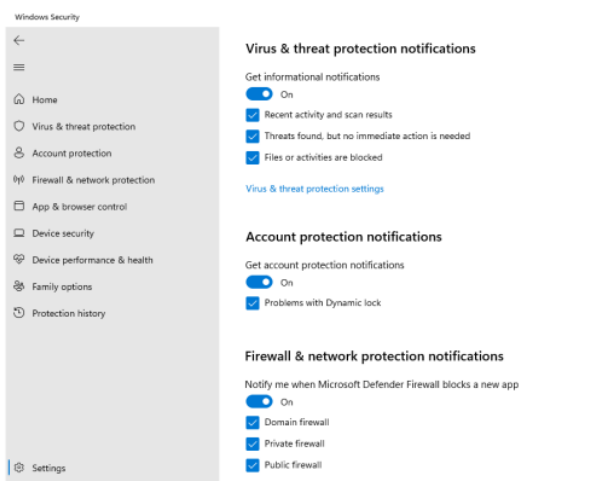 Windows Security
Home
Virus & threat protection
Account protection
Firewall & network protection
App & browser control
Device security
Device performance & health
Family options
Protection history
Settings
Virus & threat protection notifications
Get informational notifications
On
Recent activity and scan results
Threats found, but no immediate action is needed
Files or activities are blocked
Virus & threat protection settings
Account protection notifications
Get account protection notifications
On
Problems with Dynamic lock
Firewall & network protection notifications
Notify me when Microsoft Defender Firewall blocks a new app
On
Domain firewall
Private firewall
Public firewall